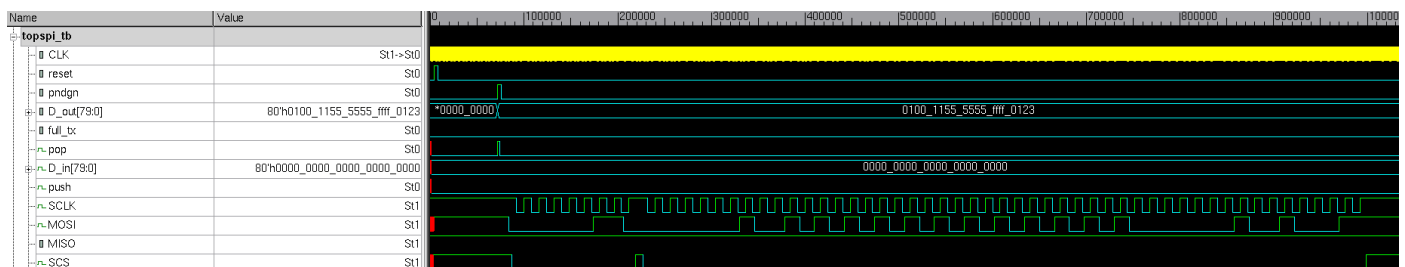 Name Value 0 100000 200000 300000 400000 500000 600000 700000 800000 900000 10000
topspi_tb
CLK St1->St0
reset St0
pndgn St0
D_out[79:0] 80'h0100_1155_5555_ffff_0123 *0000_0000 0100_1155_5555_ffff_0123
full_tx St0
pop St0
D_in[79:0] 80'h0000_0000_0000_0000_0000 0000_0000_0000_0000_0000
push St0
SCLK St1
MOSI St1
MISO St1
SCS St1